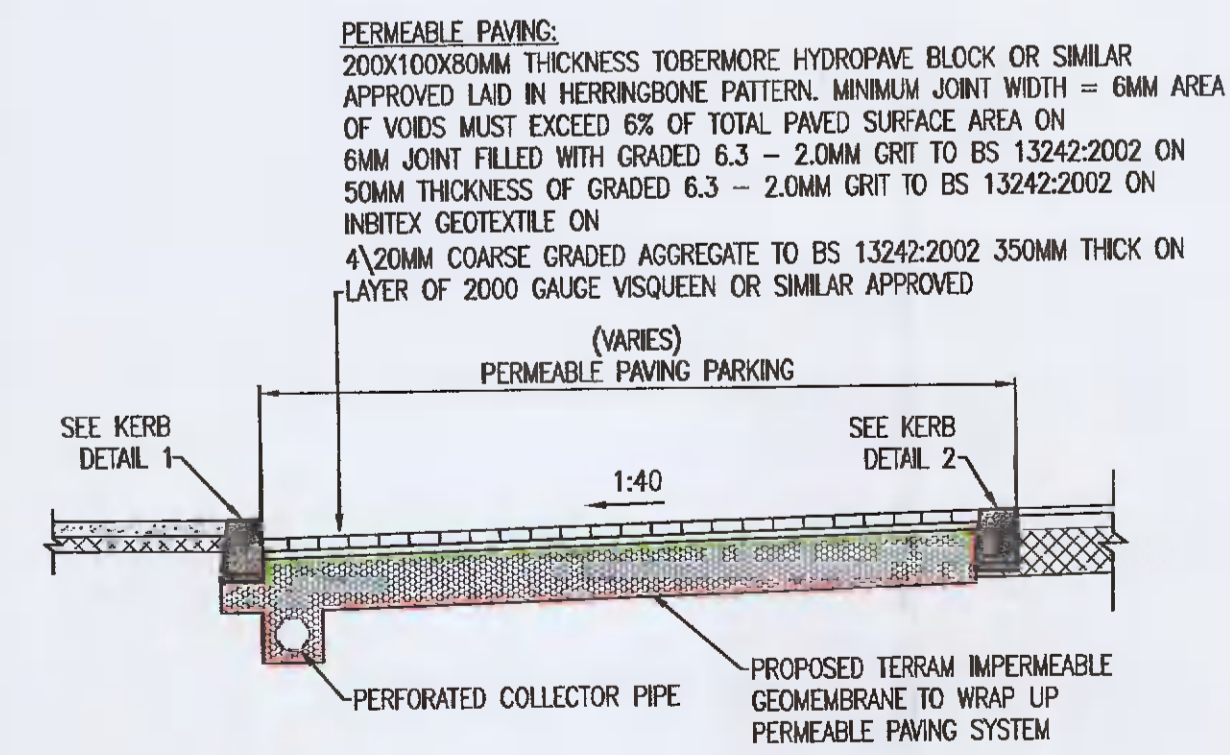 PERMEABLE PAVING:
200X100X80MM THICKNESS TOBERMORE HYDROPAVE BLOCK OR SIMILAR
APPROVED LAID IN HERRINGBONE PATTERN. MINIMUM JOINT WIDTH = 6MM AREA
OF VOIDS MUST EXCEED 6% OF TOTAL PAVED SURFACE AREA ON
6MM JOINT FILLED WITH GRADED 6.3 – 2.0MM GRIT TO BS 13242:2002 ON
50MM THICKNESS OF GRADED 6.3 – 2.0MM GRIT TO BS 13242:2002 ON
INBITEX GEOTEXTILE ON
4\20MM COARSE GRADED AGGREGATE TO BS 13242:2002 350MM THICK ON
LAYER OF 2000 GAUGE VISQUEEN OR SIMILAR APPROVED
(VARIES)
PERMEABLE PAVING PARKING
SEE KERB
DETAIL 1
SEE KERB
DETAIL 2
1:40
PERFORATED COLLECTOR PIPE
PROPOSED TERRAM IMPERMEABLE
GEOMEMBRANE TO WRAP UP
PERMEABLE PAVING SYSTEM